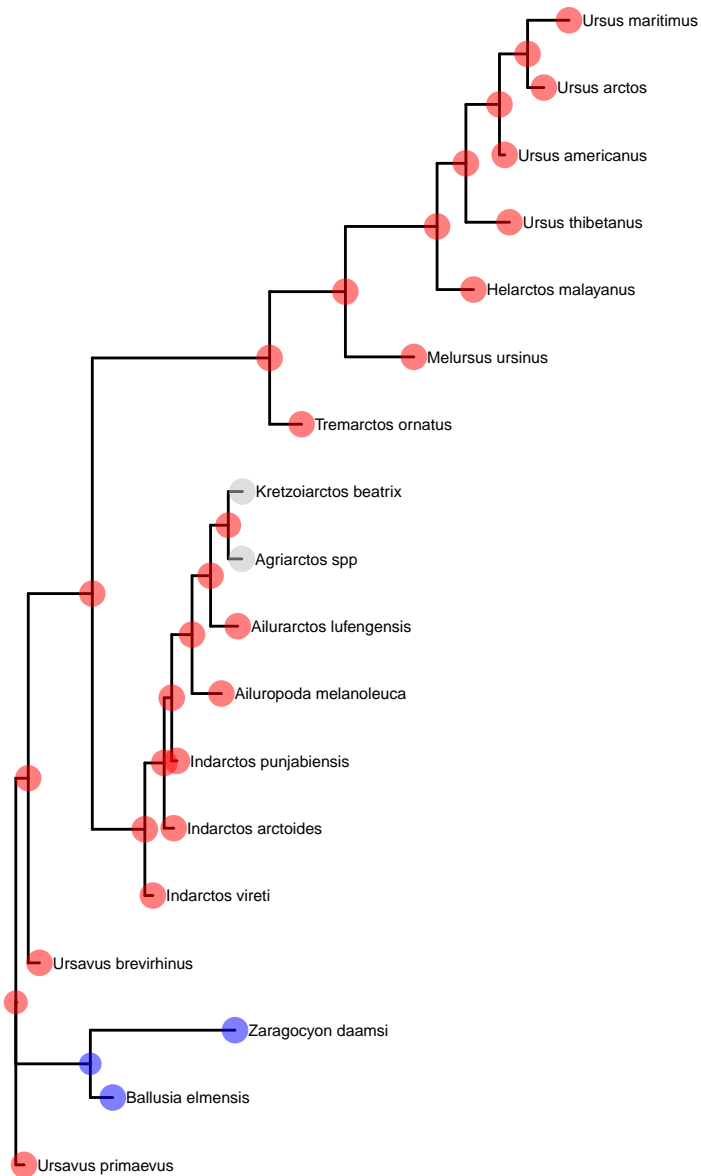 Ursus maritimus
Ursus arctos
Ursus americanus
Ursus thibetanus
Helarctos malayanus
Melursus ursinus
Tremarctos ornatus
Kretzoiarctos beatrix
Agriarctos spp
Ailurarctos lufengensis
Ailuropoda melanoleuca
Indarctos punjabiensis
Indarctos arctoides
Indarctos vireti
Ursavus brevirhinus
Zaragocyon daamsi
Ballusia elmensis
Ursavus primaevus